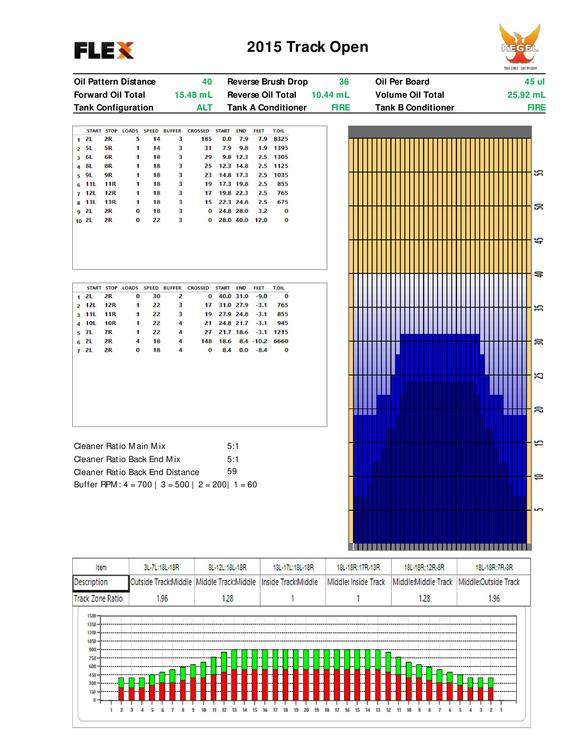 FLEX
2015 Track Open
KEGEL
Oil Pattern Distance 40 Reverse Brush Drop 36 Oil Per Board 45 ul
Forward Oil Total 15.48 mL Reverse Oil Total 10.44 mL Volume Oil Total 25.92 mL
Tank Configuration ALT Tank A Conditioner FIRE Tank B Conditioner FIRE
START STOP LOADS SPEED BUFFER CROSSED START END FEET T.OIL
1 2L 2R 5 14 3 185 0.0 7.9 7.9 8325
2 5L 5R 1 14 3 31 7.9 9.8 1.9 1395
3 6L 6R 1 18 3 29 9.8 12.3 2.5 1305
4 8L 8R 1 18 3 25 12.3 14.8 2.5 1125
5 9L 9R 1 18 3 23 14.8 17.3 2.5 1035
6 11L 11R 1 18 3 19 17.3 19.8 2.5 855
7 12L 12R 1 18 3 17 19.8 22.3 2.5 765
8 13L 13R 1 18 3 15 22.3 24.8 2.5 675
9 2L 2R 0 18 3 0 24.8 28.0 3.2 0
10 2L 2R 0 22 3 0 28.0 40.0 12.0 0
START STOP LOADS SPEED BUFFER CROSSED START END FEET T.OIL
1 2L 2R 0 30 2 0 40.0 31.0 -9.0 0
2 12L 12R 1 22 3 17 31.0 27.9 -3.1 765
3 11L 11R 1 22 3 19 27.9 24.8 -3.1 855
4 10L 10R 1 22 4 21 24.8 21.7 -3.1 945
5 7L 7R 1 22 4 27 21.7 18.6 -3.1 1215
6 2L 2R 4 18 4 148 18.6 8.4 -10.2 6660
7 2L 2R 0 18 4 0 8.4 0.0 -8.4 0
55
50
45
40
35
30
25
20
15
10
5
Cleaner Ratio Main Mix 5:1
Cleaner Ratio Back End Mix 5:1
Cleaner Ratio Back End Distance 59
Buffer RPM: 4 = 700 | 3 = 500 | 2 = 200| 1 = 60
Item 3L-7L:18L-18R 8L-12L:18L-18R 13L-17L:18L-18R 18L-18R:17R-13R 18L-18R:12R-8R 18L-18R:7R-3R
Description Outside Track:Middle Middle Track:Middle Inside Track:Middle Middle: Inside Track Middle:Middle Track Middle:Outside Track
Track Zone Ratio 1.96 1.28 1 1 1.28 1.96
1500
1350
1200
1050
900
750
600
450
300
150
0
1 2 3 4 5 6 7 8 9 10 11 12 13 14 15 16 17 18 19 20 19 18 17 16 15 14 13 12 11 10 9 8 7 6 5 4 3 2 1